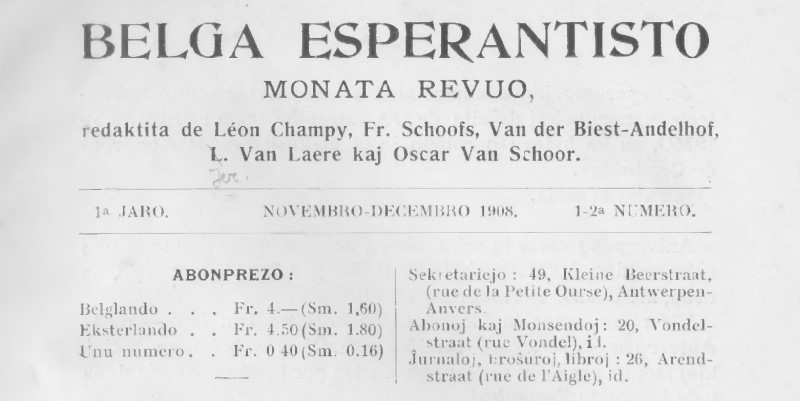 BELGA ESPERANTISTO
MONATA REVUO,
redaktita de Léon Champy, Fr. Schoofs, Van der Biest-Andelhof,
L. Van Laere kaj Oscar Van Schoor.
1ª JARO. NOVEMBRO-DECEMBRO 1908. 1-2ª NUMERO.
ABONPREZO :
Belglando . . . Fr. 4.—(Sm. 1,60)
Eksterlando . . Fr. 4.50 (Sm. 1.80)
Unu numero. . Fr. 0 40 (Sm. 0.16)
Sekretariejo : 49, Kleine Beerstraat,
(rue de la Petite Ourse), Antwerpen-
Anvers.
Abonoj kaj Monsendoj : 20, Vondel-
straat (rue Vondel), id.
Ĵurnaloj, broŝuroj, libroj : 26, Arend-
straat (rue de l'Aigle), id.